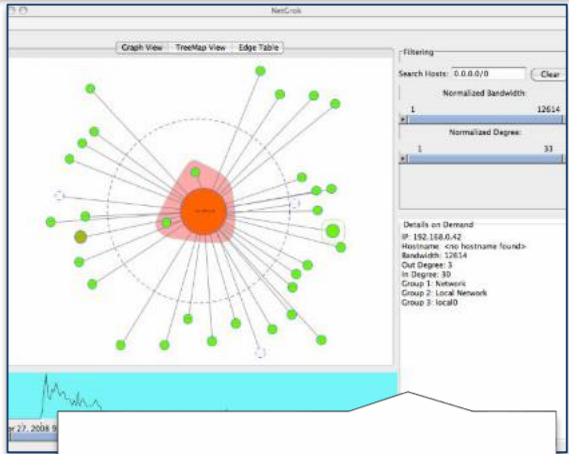 NetGrok
Graph View TreeMap View Edge Table
Filtering
Search Hosts: 0.0.0.0/0 Clear
Normalized Bandwidth:
1 12614
Normalized Degree:
1 33
Details on Demand
IP: 192.168.0.42
Hostname: <no hostname found>
Bandwidth: 12614
Out Degree: 3
In Degree: 30
Group 1: Network
Group 2: Local Network
Group 3: local0
27, 2008 9